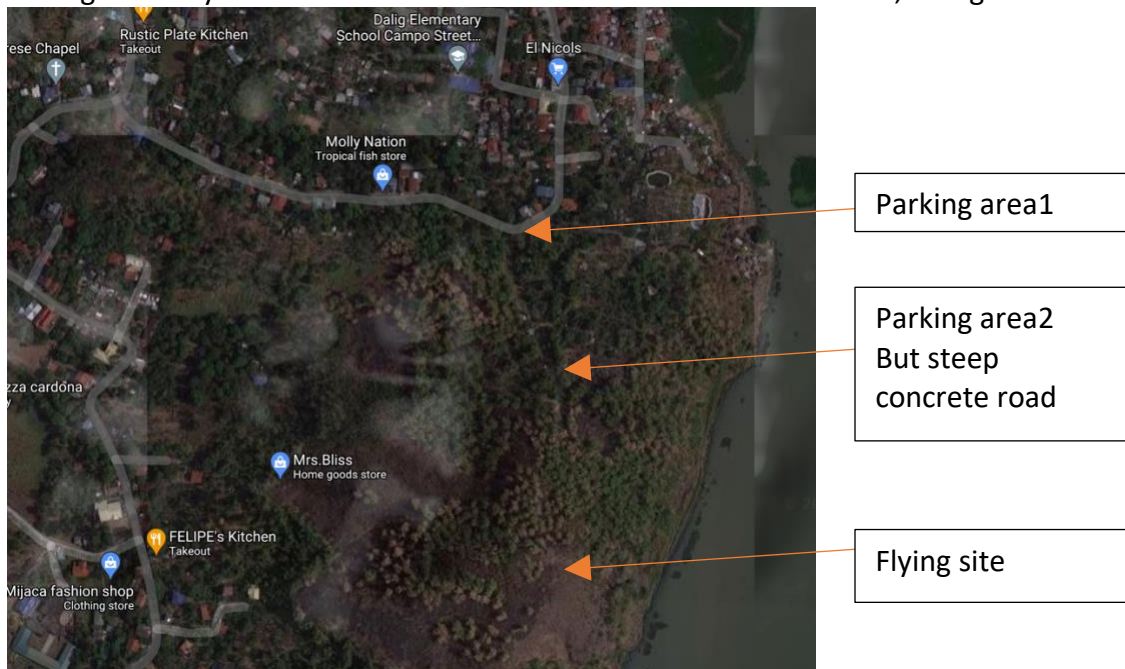 Rustic Plate Kitchen
Takeout
Dalig Elementary
School Campo Street...
rese Chapel
El Nicols
Molly Nation
Tropical fish store
Parking area1
Parking area2
But steep
concrete road
zza cardona
y
Mrs.Bliss
Home goods store
FELIPE's Kitchen
Takeout
Flying site
Mijaca fashion shop
Clothing store